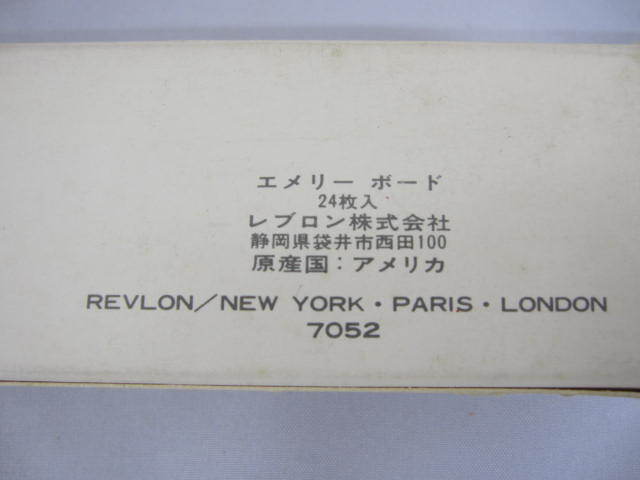 エメリー ボード
24枚入
レブロン株式会社
静岡県袋井市西田100
原産国：アメリカ
REVLON/NEW YORK・PARIS・LONDON
7052